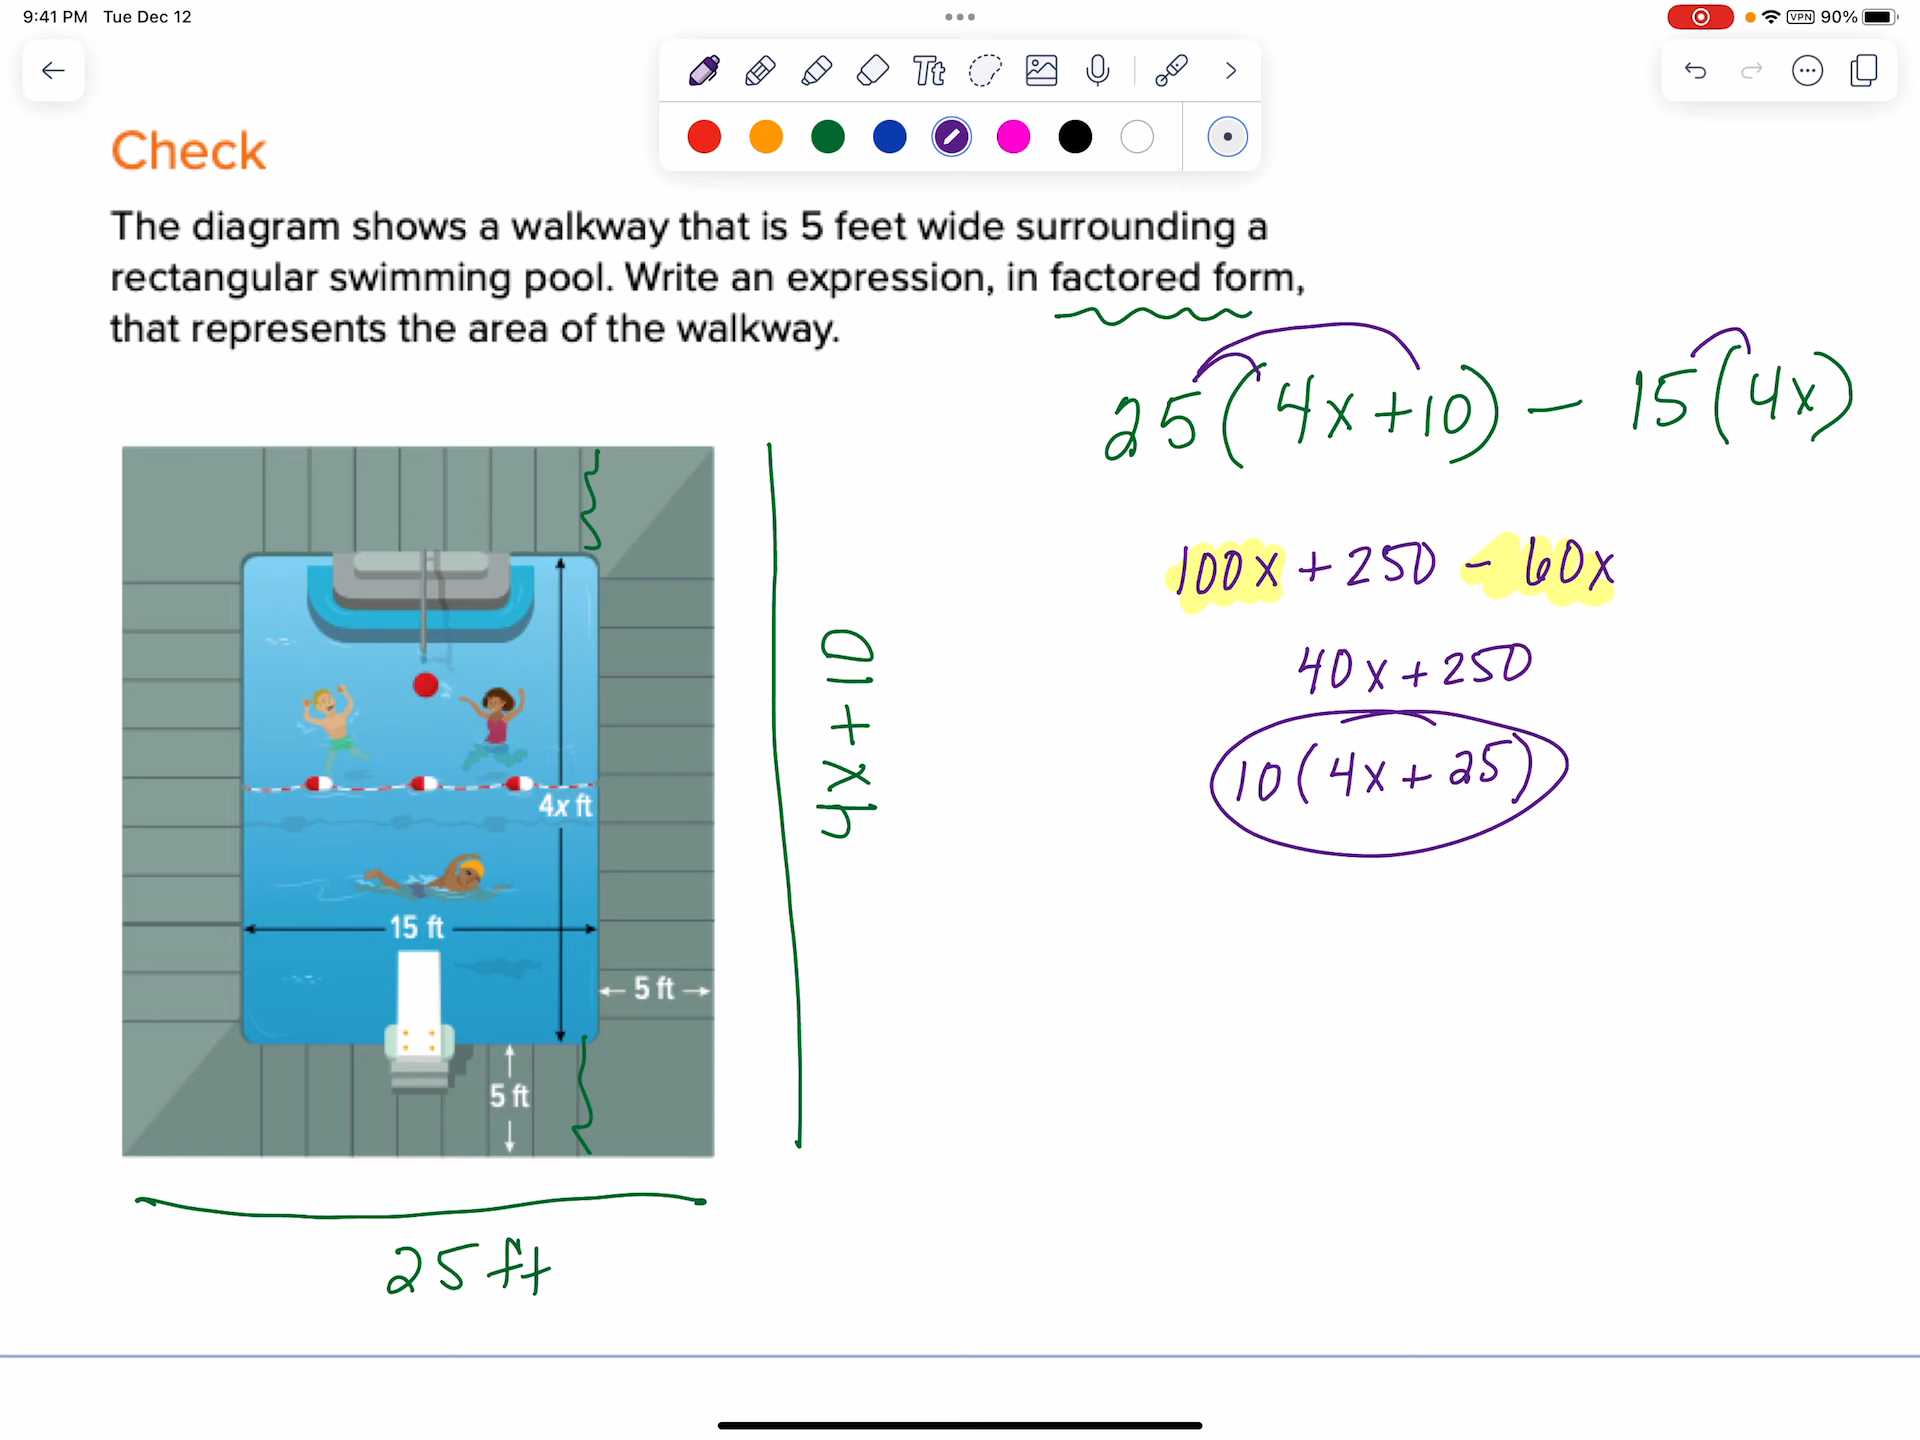 9:41 PM Tue Dec 12
VPN 90%
Tt
Check
The diagram shows a walkway that is 5 feet wide surrounding a
rectangular swimming pool. Write an expression, in factored form,
that represents the area of the walkway.
25(4x+10) - 15(4x)
100x + 250 - 60x
40x + 250
10(4x+25)
4x+10
4x ft
15 ft
5 ft
5 ft
25 ft